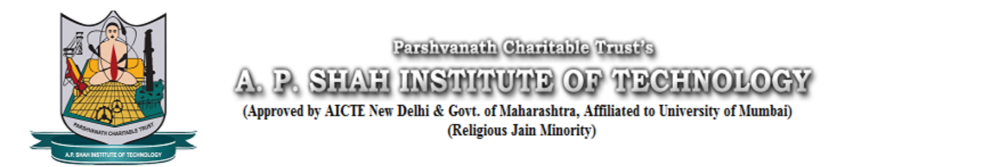 PARSHVANATH CHARITABLE TRUST
A.P. SHAH INSTITUTE OF TECHNOLOGY
Parshvanath Charitable Trust's
A. P. SHAH INSTITUTE OF TECHNOLOGY
(Approved by AICTE New Delhi & Govt. of Maharashtra, Affiliated to University of Mumbai)
(Religious Jain Minority)